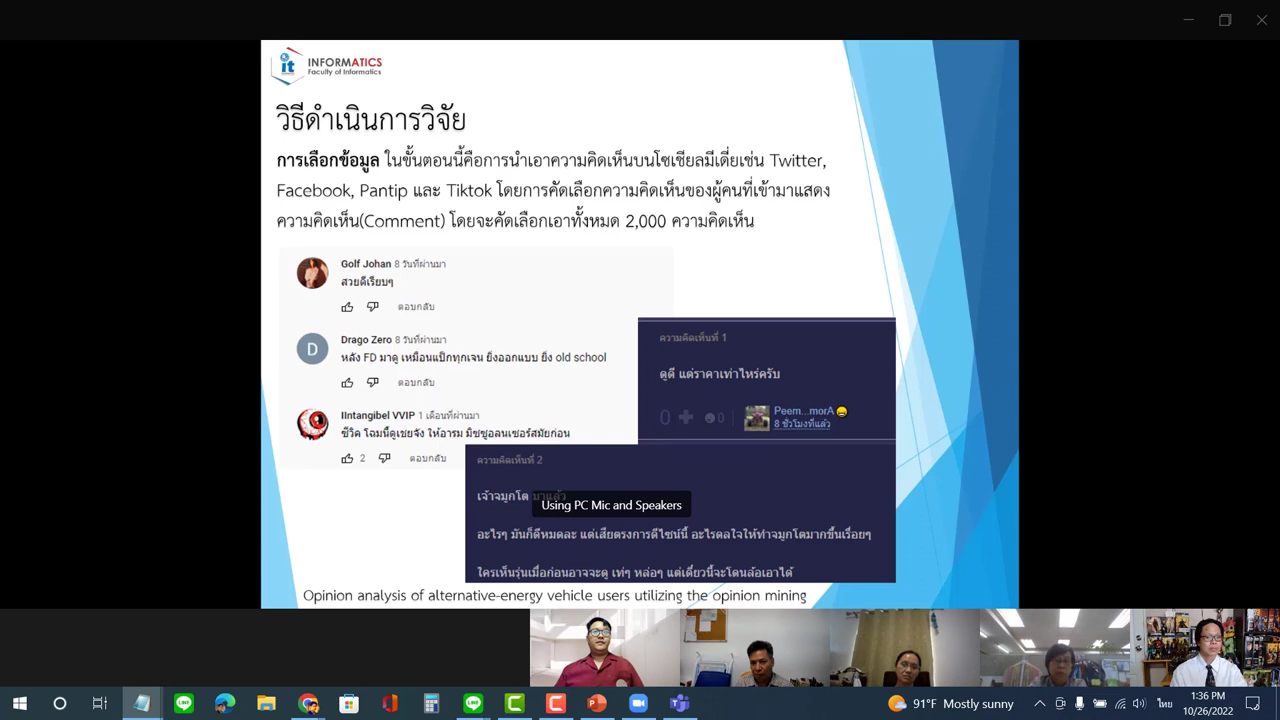 INFORMATICS
Faculty of Informatics
it
วิธีดำเนินการวิจัย
การเลือกข้อมูล ในขั้นตอนนี้คือการนำเอาความคิดเห็นบนโซเชียลมีเดี่ยเช่น Twitter,
Facebook, Pantip และ Tiktok โดยการคัดเลือกความคิดเห็นของผู้คนที่เข้ามาแสดง
ความคิดเห็น(Comment) โดยจะคัดเลือกเอาทั้งหมด 2,000 ความคิดเห็น
Golf Johan 8 วันที่ผ่านมา
สวยดีเรียบๆ
ตอบกลับ
D
Drago Zero 8 วันที่ผ่านมา
หลัง FD มาดู เหมือนแป๊กทุกเจน ยิ่งออกแบบ ยิ่ง old school
ตอบกลับ
IIntangibel VVIP 1 เดือนที่ผ่านมา
ซีวิค โฉมนี้ดูเชยจัง ให้อารม มิซซูอลนเซอร์สมัยก่อน
2 ตอบกลับ
ความคิดเห็นที่ 1
ดูดี แต่ราคาเท่าไหร่ครับ
0 0
Peem...morA
8 ชั่วโมงที่แล้ว
ความคิดเห็นที่ 2
เจ้าจมูกโต มาแล้ว
Using PC Mic and Speakers
อะไรๆ มันก็ดีหมดละ แต่เสียตรงการดีไซน์นี้ อะไรดลใจให้ทำจมูกโตมากขึ้นเรื่อยๆ
ใครเห็นรุ่นเมื่อก่อนอาจจะดู เท่ๆ หล่อๆ แต่เดี๋ยวนี้จะโดนล้อเอาได้
Opinion analysis of alternative-energy vehicle users utilizing the opinion mining
91°F Mostly sunny
ไทย
1:36 PM
10/26/2022